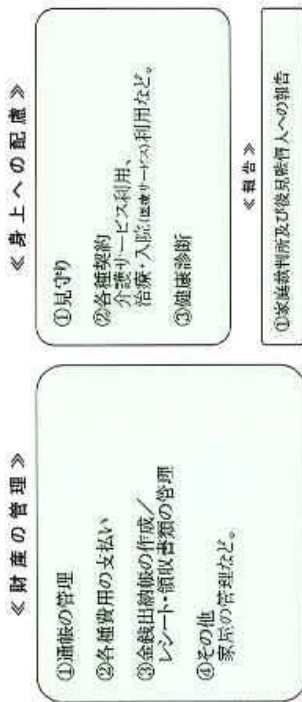 ≪財産の管理≫
①通帳の管理
②各種費用の支払い
③金銭出納帳の作成／
レシート・領収書類の管理
④その他
家屋の管理など。
≪身上への配慮≫
①見守り
②各種契約
介護サービス利用、
治療・入院(医療サービス)利用など。
③健康診断
≪報告≫
①家庭裁判所及び後見監督人への報告